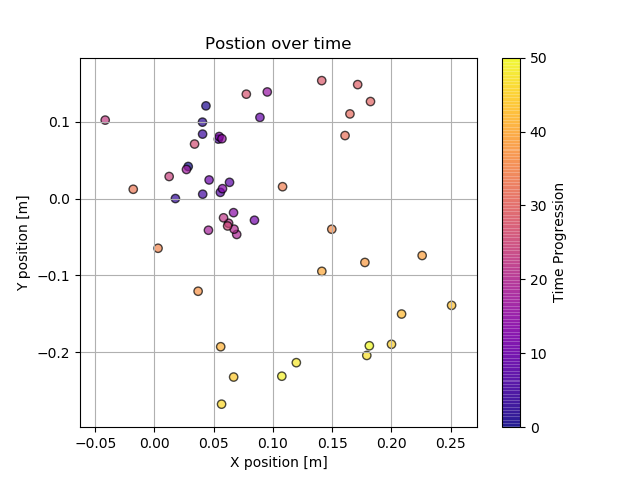 Postion over time
50
40
30
20
10
0
Time Progression
0.1
0.0
−0.1
−0.2
Y position [m]
−0.05 0.00 0.05 0.10 0.15 0.20 0.25
X position [m]